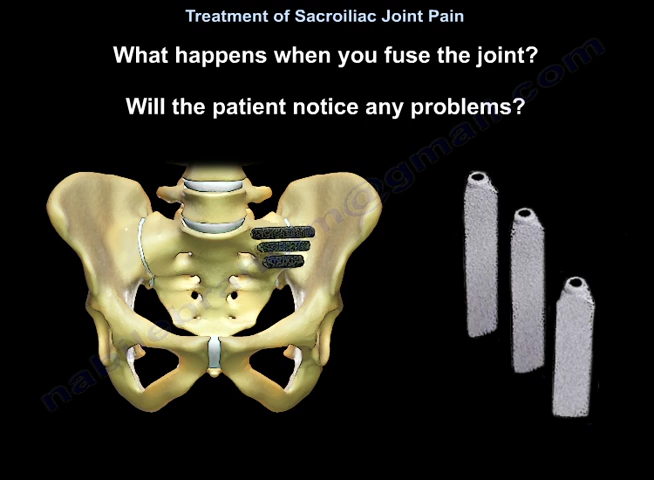 Treatment of Sacroiliac Joint Pain
What happens when you fuse the joint?
Will the patient notice any problems?